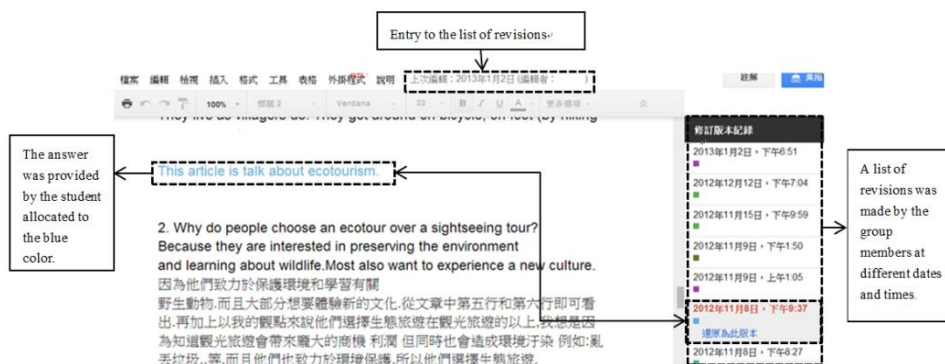 Entry to the list of revisions
檔案 編輯 檢視 插入 格式 工具 表格 外掛程式 說明 上次編輯：2013年1月2日 (編輯者： )
註解 共用
100% 標題 2 Verdana 22 B I U A 更多選項
They live as villagers do. They get around on bicycle, on foot (by hiking
This article is talk about ecotourism.
2. Why do people choose an ecotour over a sightseeing tour?
Because they are interested in preserving the environment
and learning about wildlife.Most also want to experience a new culture.
因為他們致力於保護環境和學習有關
野生動物.而且大部分想要體驗新的文化.從文章中第五行和第六行即可看
出.再加上以我的觀點來說他們選擇生態旅遊在觀光旅遊的以上,我想是因
為知道觀光旅遊會帶來龐大的商機 利潤 但同時也會造成環境汙染 例如:亂
丟垃圾..等.而且他們也致力於環境保護.所以他們選擇生態旅遊.
The answer
was provided
by the student
allocated to
the blue
color.
修訂版本紀錄
2013年1月2日，下午6:51
2012年12月12日，下午7:04
2012年11月15日，下午9:59
2012年11月9日，下午1:50
2012年11月9日，上午1:05
2012年11月8日，下午9:37
還原為此版本
2012年11月8日，下午8:27
A list of
revisions was
made by the
group
members at
different dates
and times.